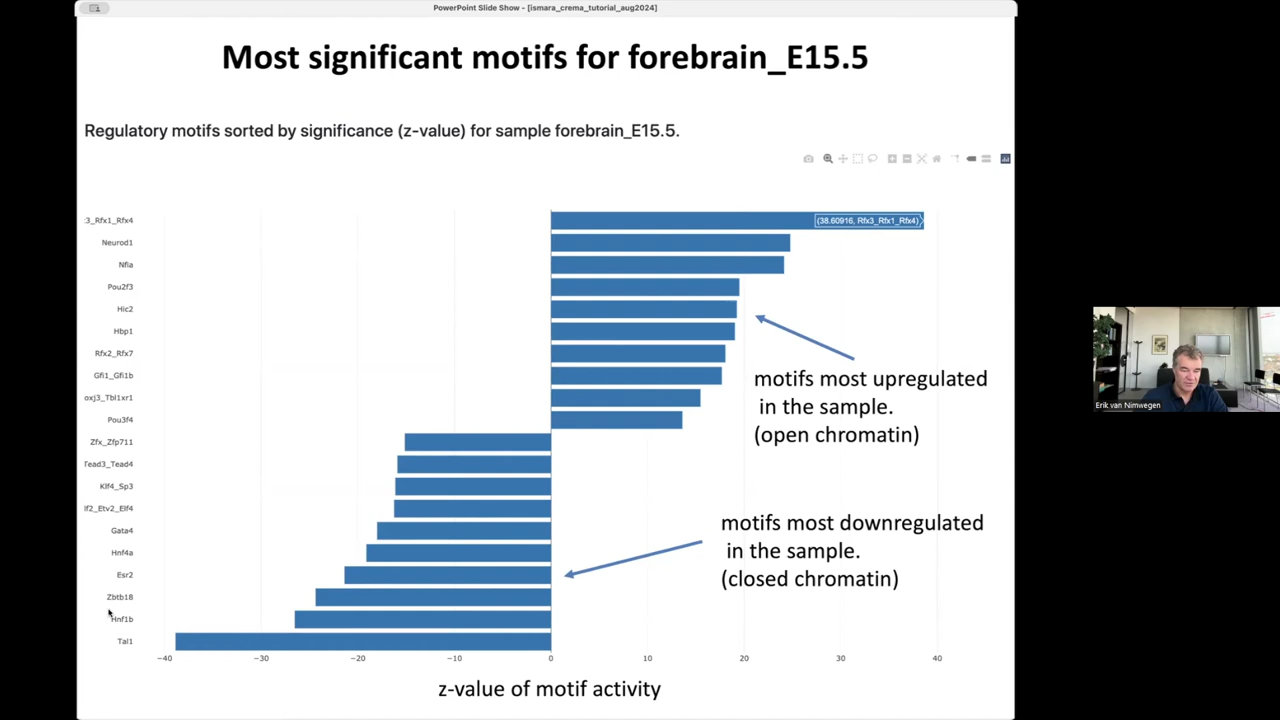 PowerPoint Slide Show - [ismara_crema_tutorial_aug2024]
Most significant motifs for forebrain_E15.5
Regulatory motifs sorted by significance (z-value) for sample forebrain_E15.5.
:3_Rfx1_Rfx4
(38.60916, Rfx3_Rfx1_Rfx4)
Neurod1
Nfia
Pou2f3
Hic2
Hbp1
Rfx2_Rfx7
Gfi1_Gfi1b
oxj3_Tbl1xr1
Pou3f4
Zfx_Zfp711
Tead3_Tead4
Klf4_Sp3
lf2_Etv2_Elf4
Gata4
Hnf4a
Esr2
Zbtb18
Hnf1b
Tal1
motifs most upregulated
in the sample.
(open chromatin)
motifs most downregulated
in the sample.
(closed chromatin)
−40 −30 −20 −10 0 10 20 30 40
z-value of motif activity
Erik van Nimwegen